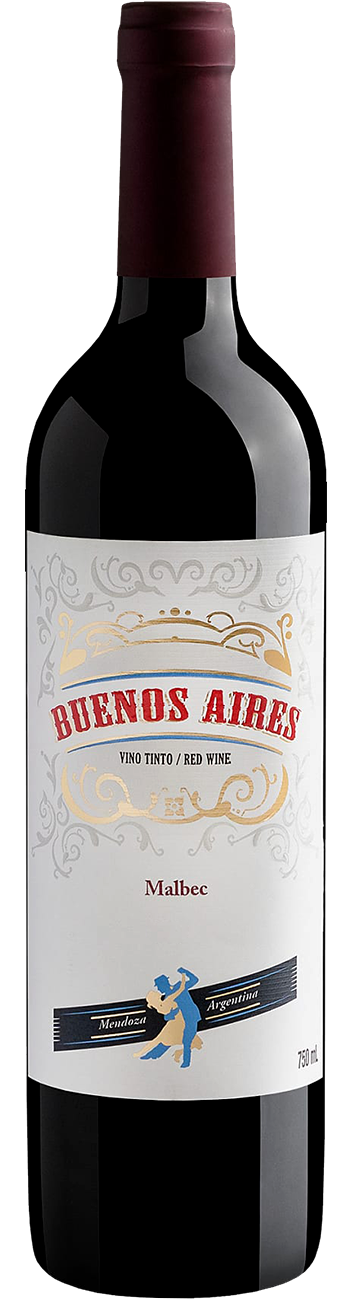 BUENOS AIRES
VINO TINTO / RED WINE
Malbec
Mendoza
Argentina
750 mL